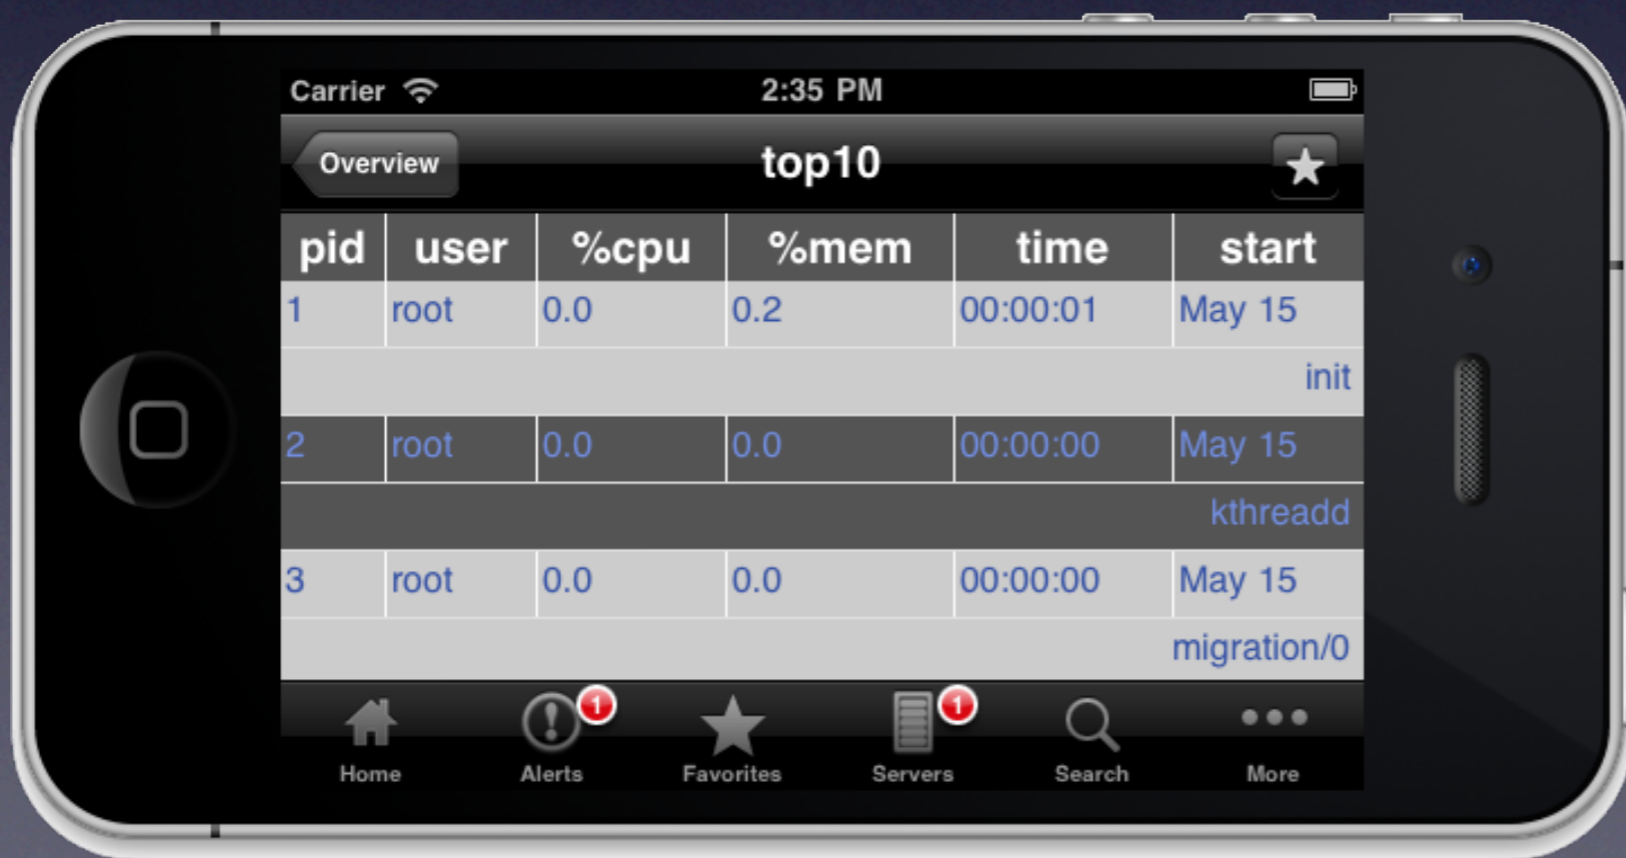 Carrier 2:35 PM
Overview top10
pid user %cpu %mem time start
1 root 0.0 0.2 00:00:01 May 15
init
2 root 0.0 0.0 00:00:00 May 15
kthreadd
3 root 0.0 0.0 00:00:00 May 15
migration/0
1 1
Home Alerts Favorites Servers Search More